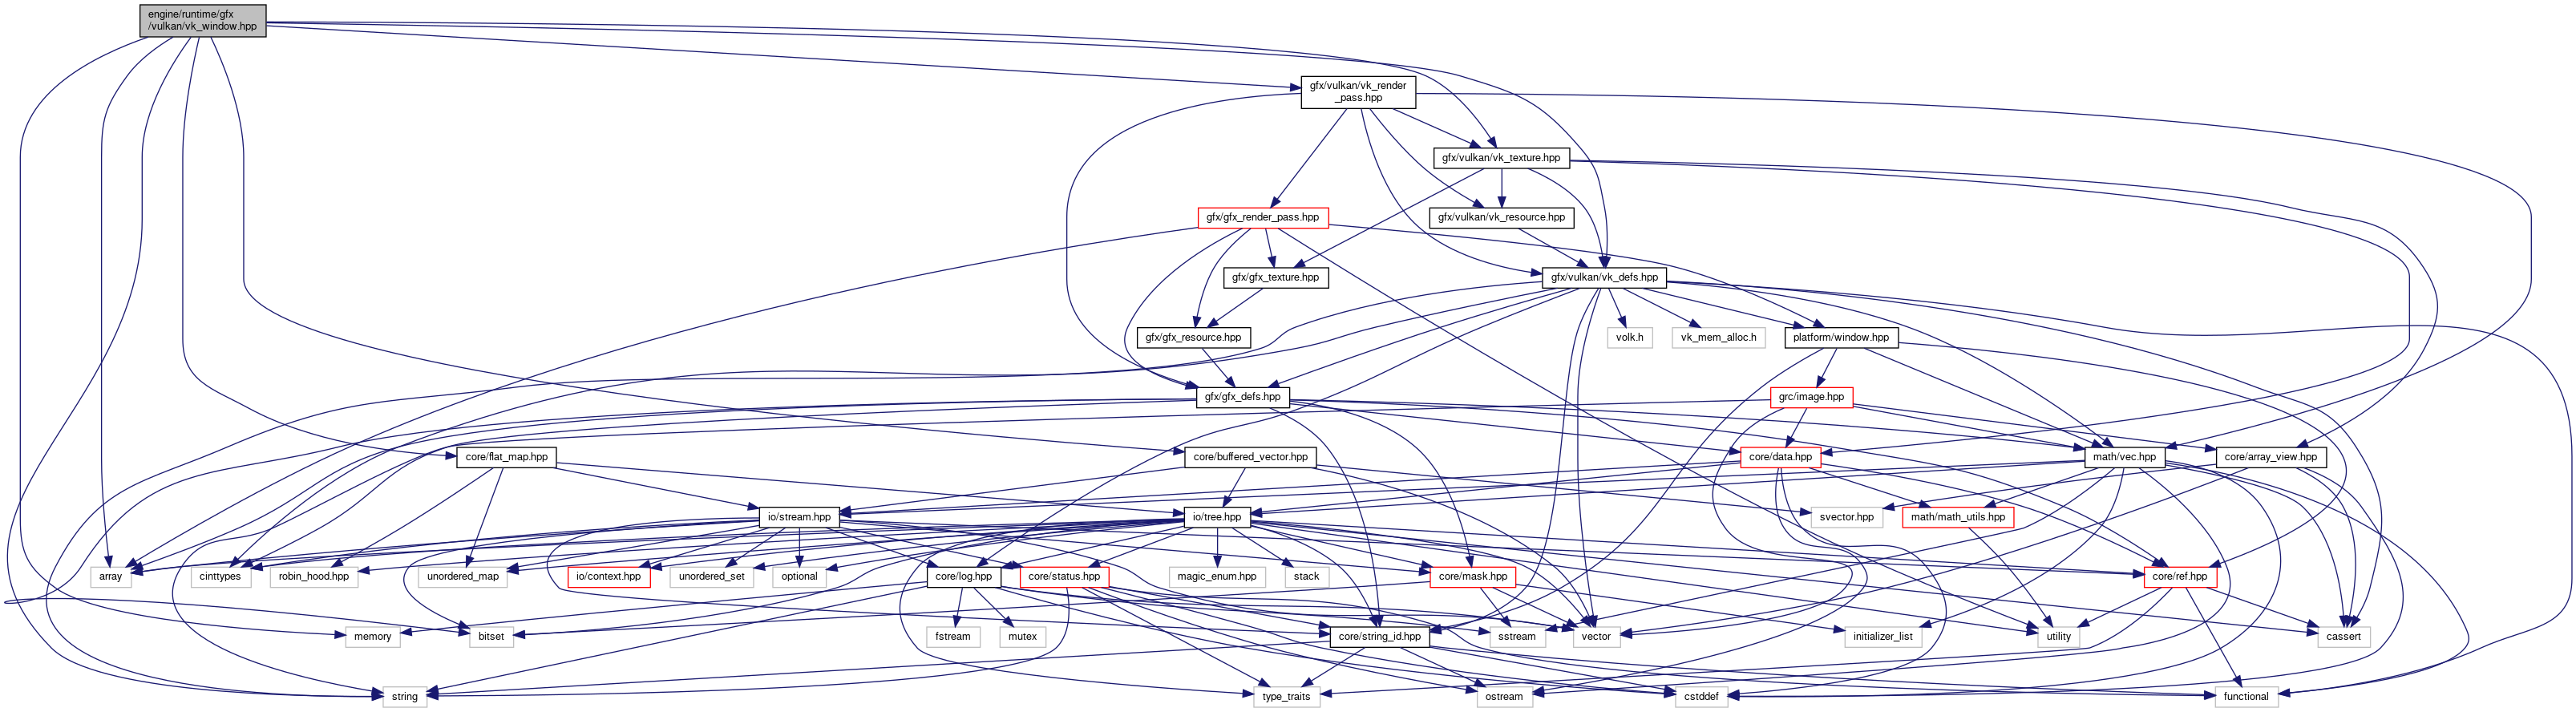 engine/runtime/gfx
/vulkan/vk_window.hpp
gfx/vulkan/vk_render
_pass.hpp
gfx/vulkan/vk_texture.hpp
gfx/gfx_render_pass.hpp
gfx/vulkan/vk_resource.hpp
gfx/gfx_texture.hpp
gfx/vulkan/vk_defs.hpp
gfx/gfx_resource.hpp
volk.h
vk_mem_alloc.h
platform/window.hpp
gfx/gfx_defs.hpp
grc/image.hpp
core/flat_map.hpp
core/buffered_vector.hpp
core/data.hpp
math/vec.hpp
core/array_view.hpp
io/stream.hpp
io/tree.hpp
svector.hpp
math/math_utils.hpp
array
cinttypes
robin_hood.hpp
unordered_map
io/context.hpp
unordered_set
optional
core/log.hpp
core/status.hpp
magic_enum.hpp
stack
core/mask.hpp
core/ref.hpp
memory
bitset
fstream
mutex
core/string_id.hpp
sstream
vector
initializer_list
utility
cassert
string
type_traits
ostream
cstddef
functional